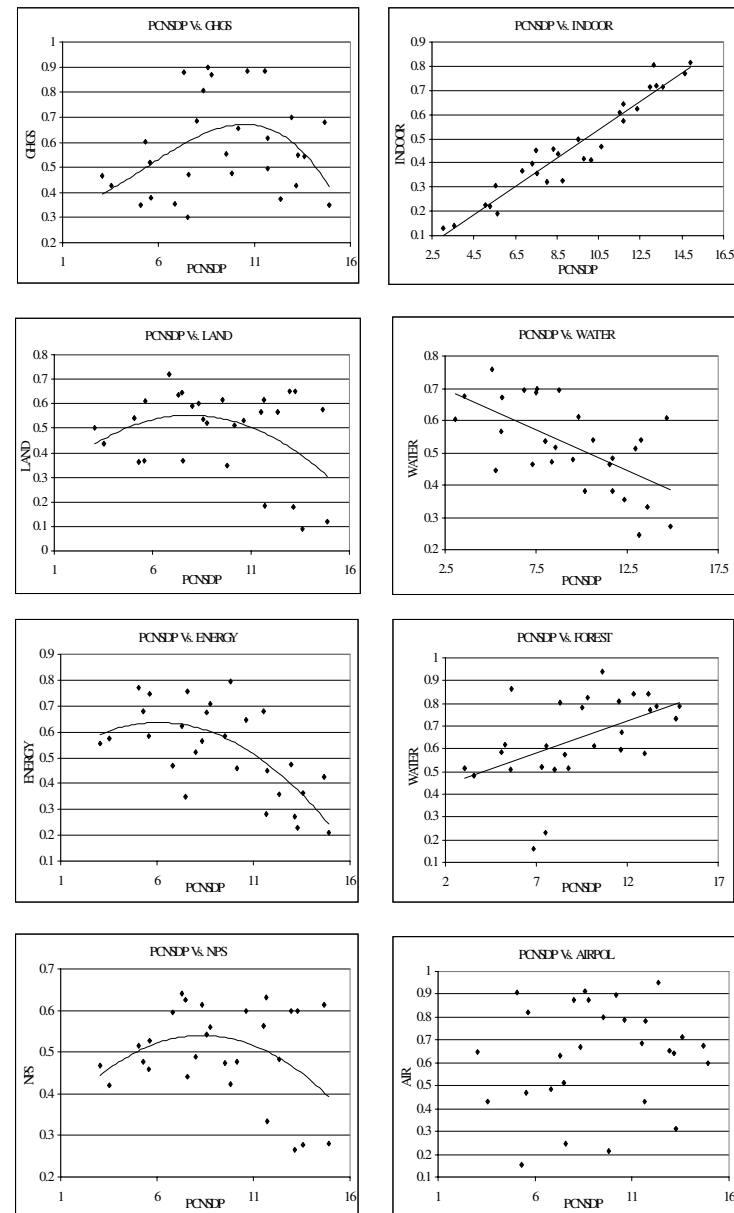 PCNSDP Vs. GHGS
1
0.9
0.8
0.7
0.6
0.5
0.4
0.3
0.2
GHGS
1 6 11 16
PCNSDP
PCNSDP Vs. INDOOR
0.9
0.8
0.7
0.6
0.5
0.4
0.3
0.2
0.1
INDOOR
2.5 4.5 6.5 8.5 10.5 12.5 14.5 16.5
PCNSDP
PCNSDP Vs. LAND
0.8
0.7
0.6
0.5
0.4
0.3
0.2
0.1
0
LAND
1 6 11 16
PCNSDP
PCNSDP Vs. WATER
0.8
0.7
0.6
0.5
0.4
0.3
0.2
WATER
2.5 7.5 12.5 17.5
PCNSDP
PCNSDP Vs. ENERGY
0.9
0.8
0.7
0.6
0.5
0.4
0.3
0.2
0.1
ENERGY
1 6 11 16
PCNSDP
PCNSDP Vs. FOREST
1
0.9
0.8
0.7
0.6
0.5
0.4
0.3
0.2
0.1
WATER
2 7 12 17
PCNSDP
PCNSDP Vs. NPS
0.7
0.6
0.5
0.4
0.3
0.2
NPS
1 6 11 16
PCNSDP
PCNSDP Vs. AIRPOL
1
0.9
0.8
0.7
0.6
0.5
0.4
0.3
0.2
0.1
AIR
1 6 11 16
PCNSDP